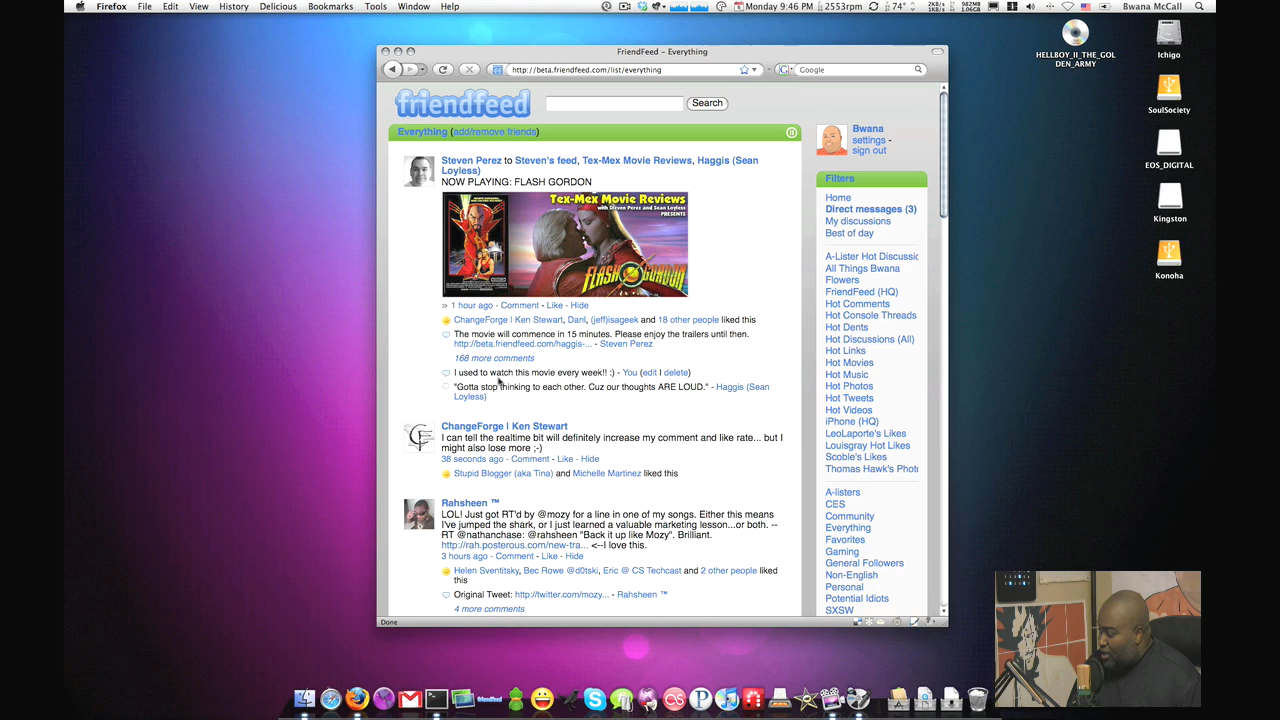 Firefox File Edit View History Delicious Bookmarks Tools Window Help
Monday 9:46 PM 2553rpm 74° 2KB/s 1KB/s 982MB 1.06GB Bwana McCall
HELLBOY_II_THE_GOL
DEN_ARMY
Ichigo
SoulSociety
EOS_DIGITAL
Kingston
Konoha
FriendFeed - Everything
http://beta.friendfeed.com/list/everything
Google
friendfeed
Search
Everything (add/remove friends)
Steven Perez to Steven's feed, Tex-Mex Movie Reviews, Haggis (Sean
Loyless)
NOW PLAYING: FLASH GORDON
Tex-Mex Movie Reviews
with Steven Perez and Sean Loyless
PRESENTS
FLASH GORDON
» 1 hour ago - Comment - Like - Hide
ChangeForge | Ken Stewart, DanI, (jeff)isageek and 18 other people liked this
The movie will commence in 15 minutes. Please enjoy the trailers until then.
http://beta.friendfeed.com/haggis-... - Steven Perez
168 more comments
I used to watch this movie every week!! :) - You (edit | delete)
"Gotta stop thinking to each other. Cuz our thoughts ARE LOUD." - Haggis (Sean
Loyless)
ChangeForge | Ken Stewart
I can tell the realtime bit will definitely increase my comment and like rate... but I
might also lose more ;-)
38 seconds ago - Comment - Like - Hide
Stupid Blogger (aka Tina) and Michelle Martinez liked this
Rahsheen ™
LOL! Just got RT'd by @mozy for a line in one of my songs. Either this means
I've jumped the shark, or I just learned a valuable marketing lesson...or both. --
RT @nathanchase: @rahsheen "Back it up like Mozy". Brilliant.
http://rah.posterous.com/new-tra... <--I love this.
3 hours ago - Comment - Like - Hide
Helen Sventitsky, Bec Rowe @d0tski, Eric @ CS Techcast and 2 other people liked
this
Original Tweet: http://twitter.com/mozy... - Rahsheen ™
4 more comments
Bwana
settings -
sign out
Filters
Home
Direct messages (3)
My discussions
Best of day
A-Lister Hot Discussic
All Things Bwana
Flowers
FriendFeed (HQ)
Hot Comments
Hot Console Threads
Hot Dents
Hot Discussions (All)
Hot Links
Hot Movies
Hot Music
Hot Photos
Hot Tweets
Hot Videos
iPhone (HQ)
LeoLaporte's Likes
Louisgray Hot Likes
Scoble's Likes
Thomas Hawk's Phot
A-listers
CES
Community
Everything
Favorites
Gaming
General Followers
Non-English
Personal
Potential Idiots
SXSW
Done
friendfeed